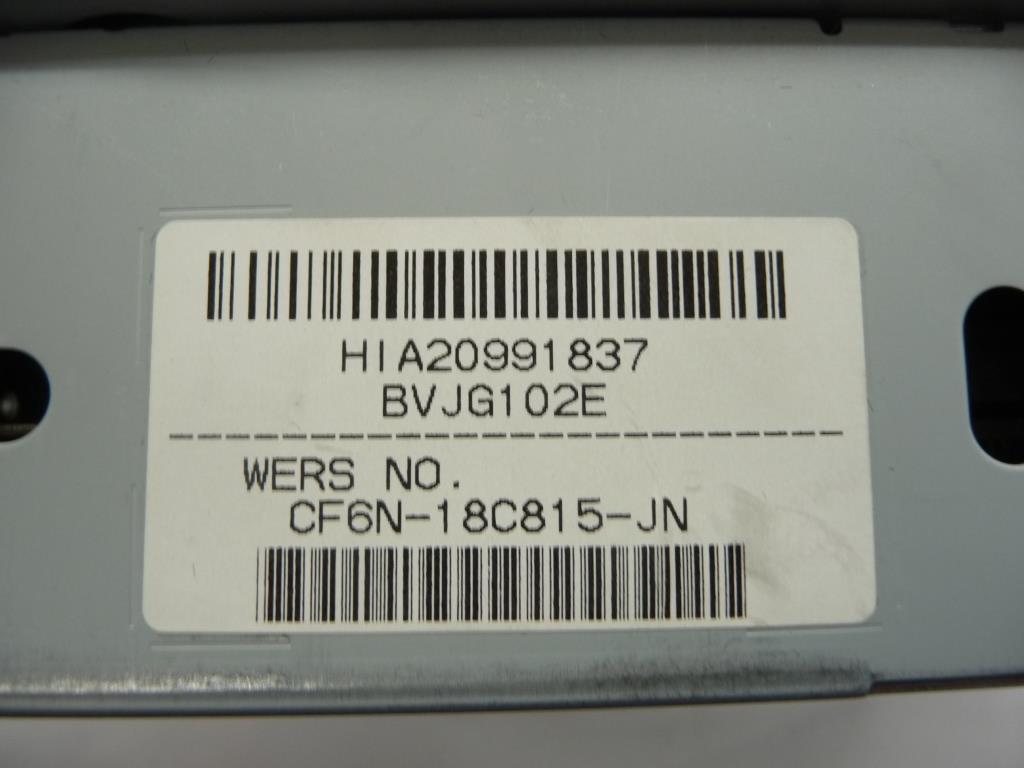 HIA20991837
BVJG102E
WERS NO.
CF6N-18C815-JN